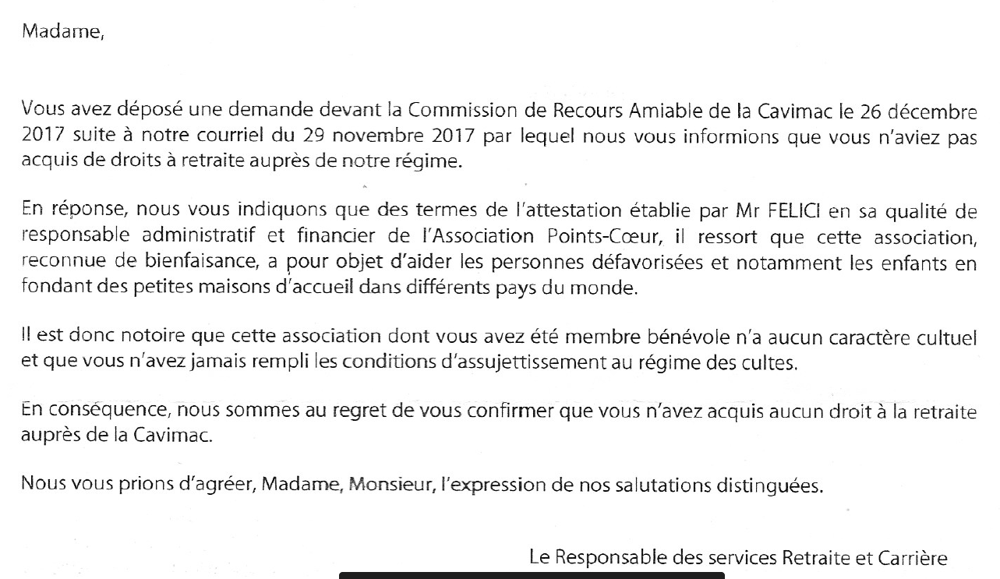 Madame,
Vous avez déposé une demande devant la Commission de Recours Amiable de la Cavimac le 26 décembre
2017 suite à notre courriel du 29 novembre 2017 par lequel nous vous informions que vous n'aviez pas
acquis de droits à retraite auprès de notre régime.
En réponse, nous vous indiquons que des termes de l'attestation établie par Mr FELICI en sa qualité de
responsable administratif et financier de l'Association Points-Cœur, il ressort que cette association,
reconnue de bienfaisance, a pour objet d'aider les personnes défavorisées et notamment les enfants en
fondant des petites maisons d'accueil dans différents pays du monde.
Il est donc notoire que cette association dont vous avez été membre bénévole n'a aucun caractère cultuel
et que vous n'avez jamais rempli les conditions d'assujettissement au régime des cultes.
En conséquence, nous sommes au regret de vous confirmer que vous n'avez acquis aucun droit à la retraite
auprès de la Cavimac.
Nous vous prions d'agréer, Madame, Monsieur, l'expression de nos salutations distinguées.
Le Responsable des services Retraite et Carrière